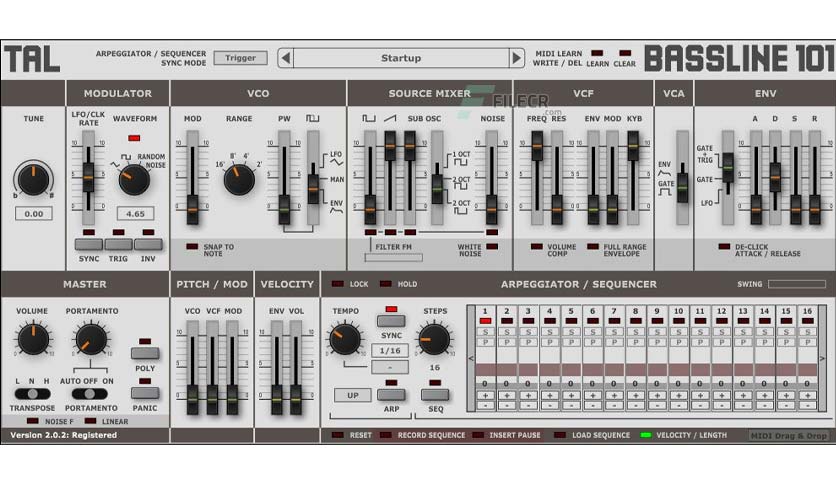 TAL
ARPEGGIATOR / SEQUENCER
SYNC MODE
Trigger
Startup
MIDI LEARN
WRITE / DEL LEARN CLEAR
BASSLINE 101
MODULATOR VCO SOURCE MIXER VCF VCA ENV
FILECR
.com
TUNE
b #
0.00
LFO/CLK
RATE
WAVEFORM
RANDOM
NOISE
10 5 0
4.65
SYNC TRIG INV
MOD RANGE PW
16' 8' 4' 2'
LFO
MAN
ENV
SNAP TO
NOTE
SUB OSC NOISE
1 OCT
2 OCT
2 OCT
FILTER FM
WHITE
NOISE
FREQ RES ENV MOD KYB
VOLUME
COMP
FULL RANGE
ENVELOPE
ENV
GATE
A D S R
GATE
+
TRIG
GATE
LFO
DE-CLICK
ATTACK / RELEASE
MASTER PITCH / MOD VELOCITY
LOCK HOLD ARPEGGIATOR / SEQUENCER SWING
VOLUME PORTAMENTO
0 10 0 10
POLY
L N H AUTO OFF ON
TRANSPOSE PORTAMENTO PANIC
NOISE F LINEAR
VCO VCF MOD
ENV VOL
TEMPO STEPS
SYNC
1/16
-
16
UP
ARP SEQ
1 2 3 4 5 6 7 8 9 10 11 12 13 14 15 16
S S S S S S S S S S S S S S S S
P P P P P P P P P P P P P P P P
< >
0 0 0 0 0 0 0 0 0 0 0 0 0 0 0 0
+ + + + + + + + + + + + + + + +
- - - - - - - - - - - - - - - -
Version 2.0.2: Registered
RESET RECORD SEQUENCE INSERT PAUSE LOAD SEQUENCE VELOCITY / LENGTH MIDI Drag & Drop